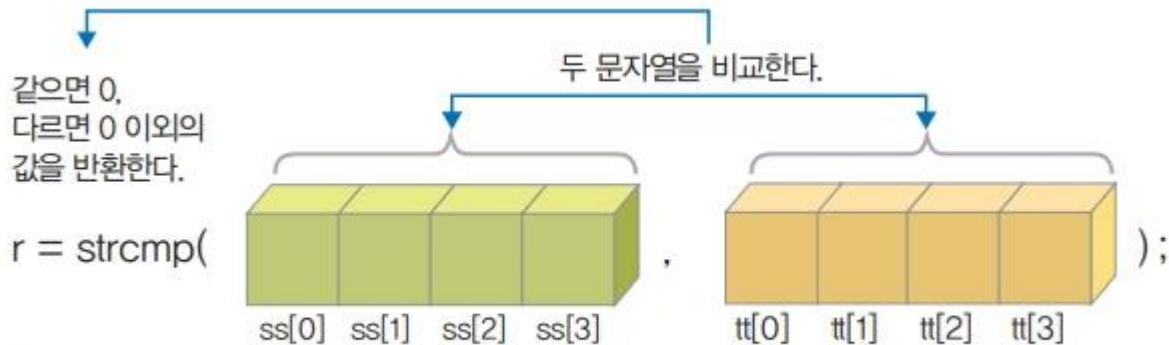 두 문자열을 비교한다.
같으면 0,
다르면 0 이외의
값을 반환한다.
r = strcmp( , );
ss[0] ss[1] ss[2] ss[3] tt[0] tt[1] tt[2] tt[3]